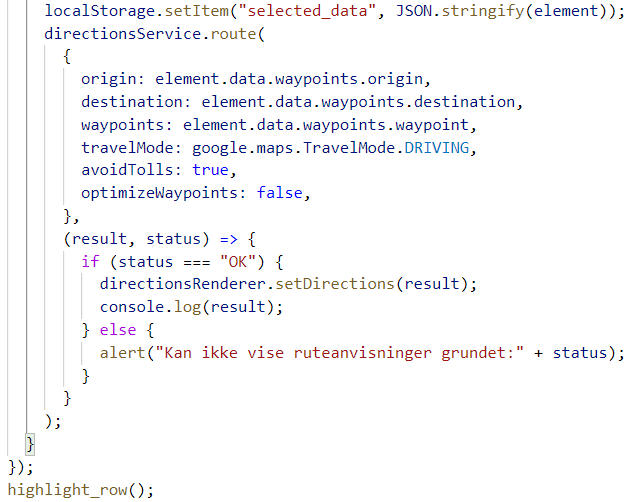 localStorage.setItem("selected_data", JSON.stringify(element));
directionsService.route(
{
origin: element.data.waypoints.origin,
destination: element.data.waypoints.destination,
waypoints: element.data.waypoints.waypoint,
travelMode: google.maps.TravelMode.DRIVING,
avoidTolls: true,
optimizeWaypoints: false,
},
(result, status) => {
if (status === "OK") {
directionsRenderer.setDirections(result);
console.log(result);
} else {
alert("Kan ikke vise ruteanvisninger grundet:" + status);
}
}
);
}
});
highlight_row();